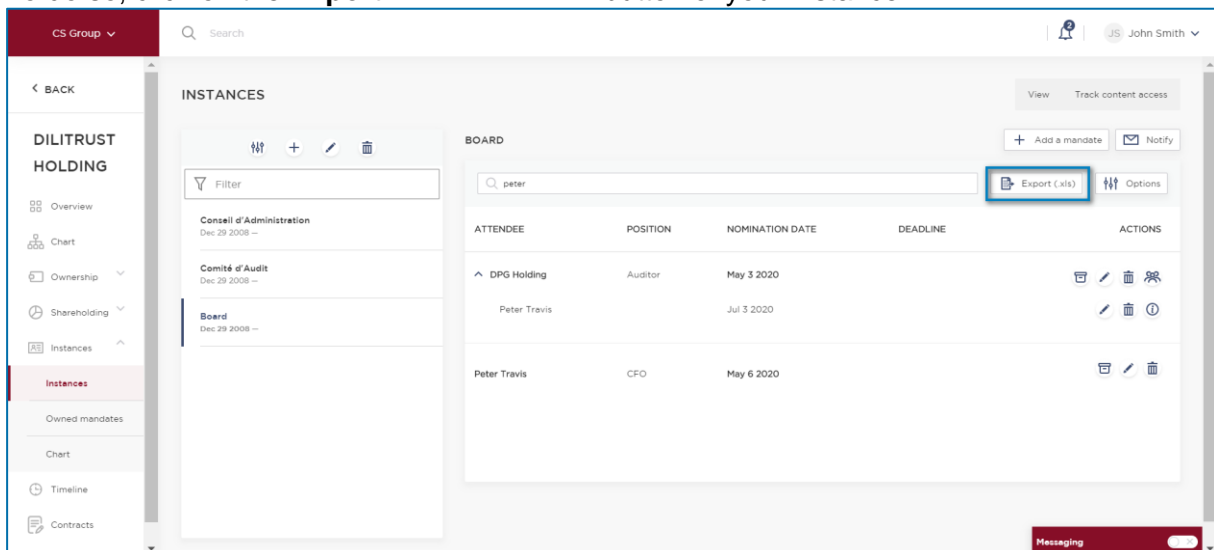 CS Group
Search
2
JS John Smith
BACK
INSTANCES
View Track content access
DILITRUST
HOLDING
BOARD
+ Add a mandate
Notify
Filter
peter
Export (.xls)
Options
Overview
Chart
Ownership
Shareholding
Instances
Instances
Owned mandates
Chart
Timeline
Contracts
Conseil d'Administration
Dec 29 2008 —
Comité d'Audit
Dec 29 2008 —
Board
Dec 29 2008 —
ATTENDEE POSITION NOMINATION DATE DEADLINE ACTIONS
DPG Holding Auditor May 3 2020
Peter Travis Jul 3 2020
Peter Travis CFO May 6 2020
Messaging